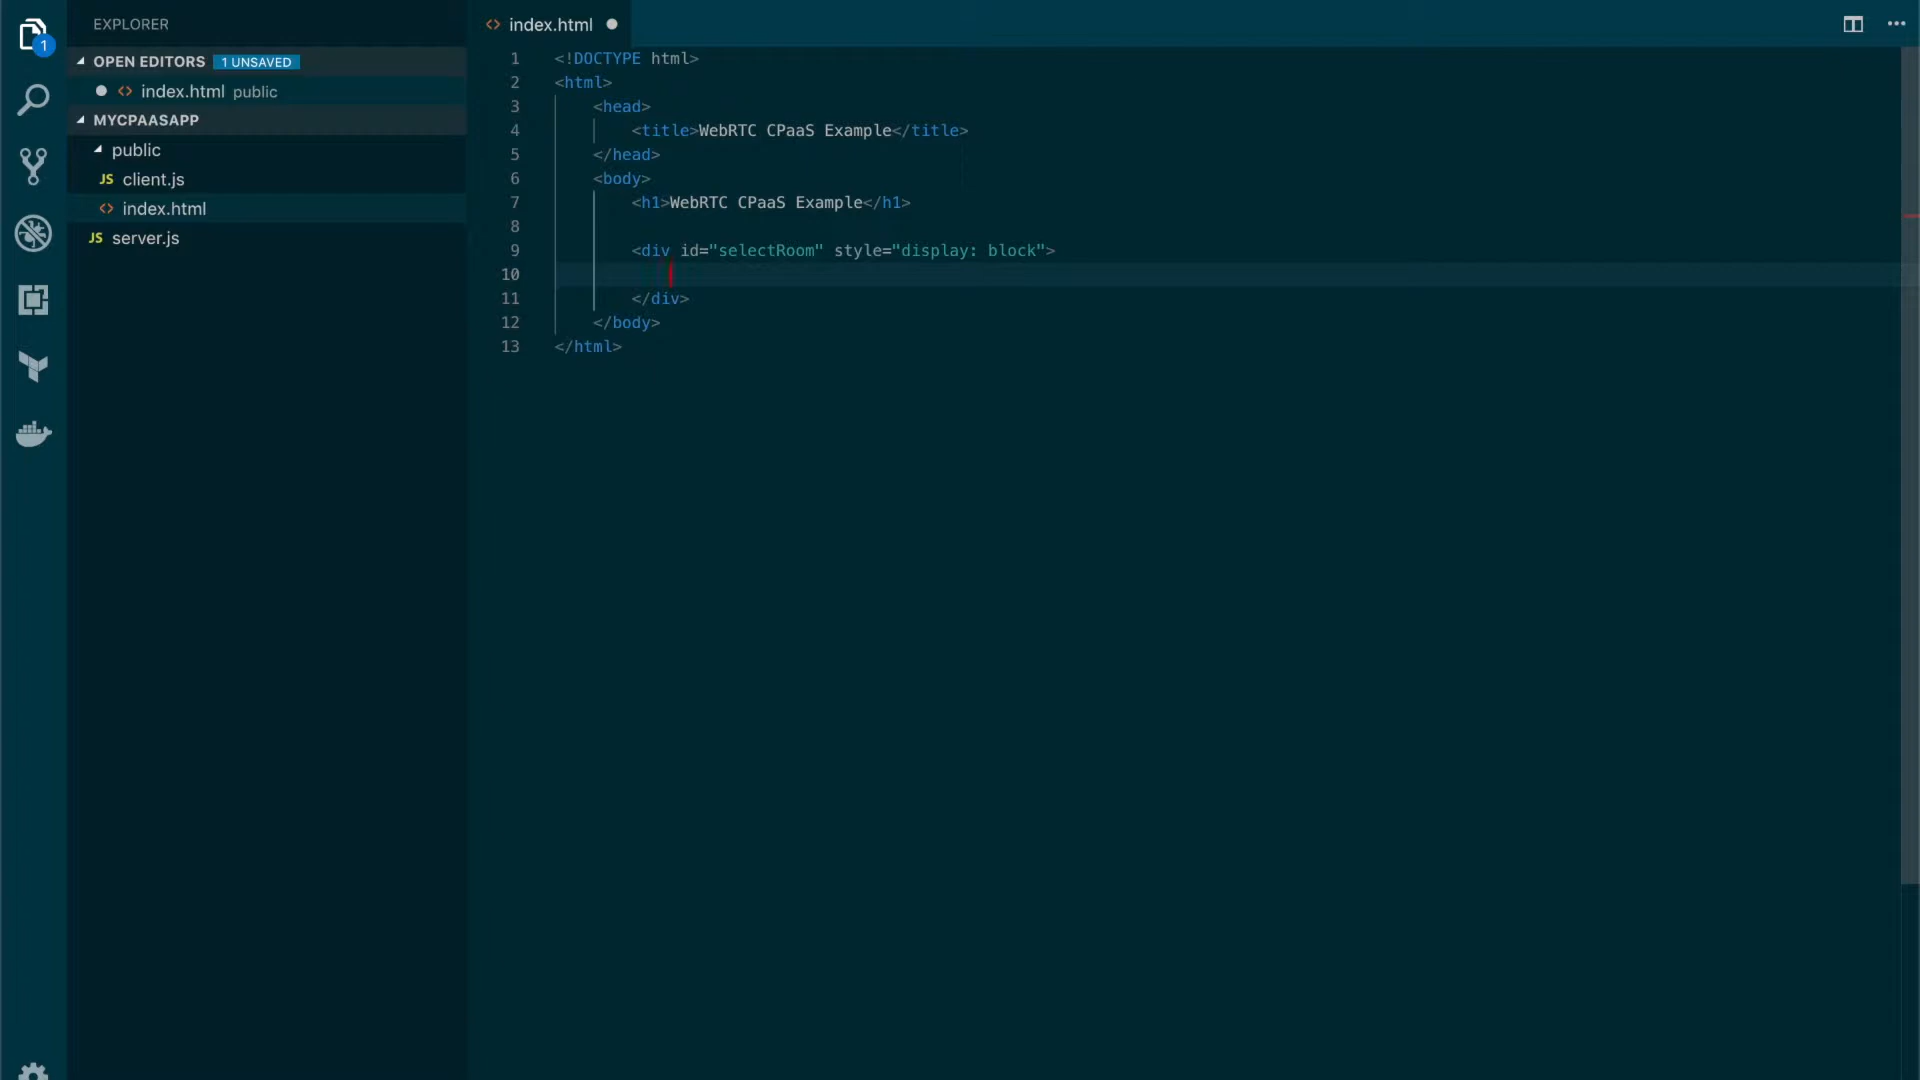 EXPLORER
OPEN EDITORS 1 UNSAVED
<> index.html public
MYCPAASAPP
public
JS client.js
<> index.html
JS server.js
1
<> index.html
1 <!DOCTYPE html>
2 <html>
3 <head>
4 <title>WebRTC CPaaS Example</title>
5 </head>
6 <body>
7 <h1>WebRTC CPaaS Example</h1>
8
9 <div id="selectRoom" style="display: block">
10
11 </div>
12 </body>
13 </html>